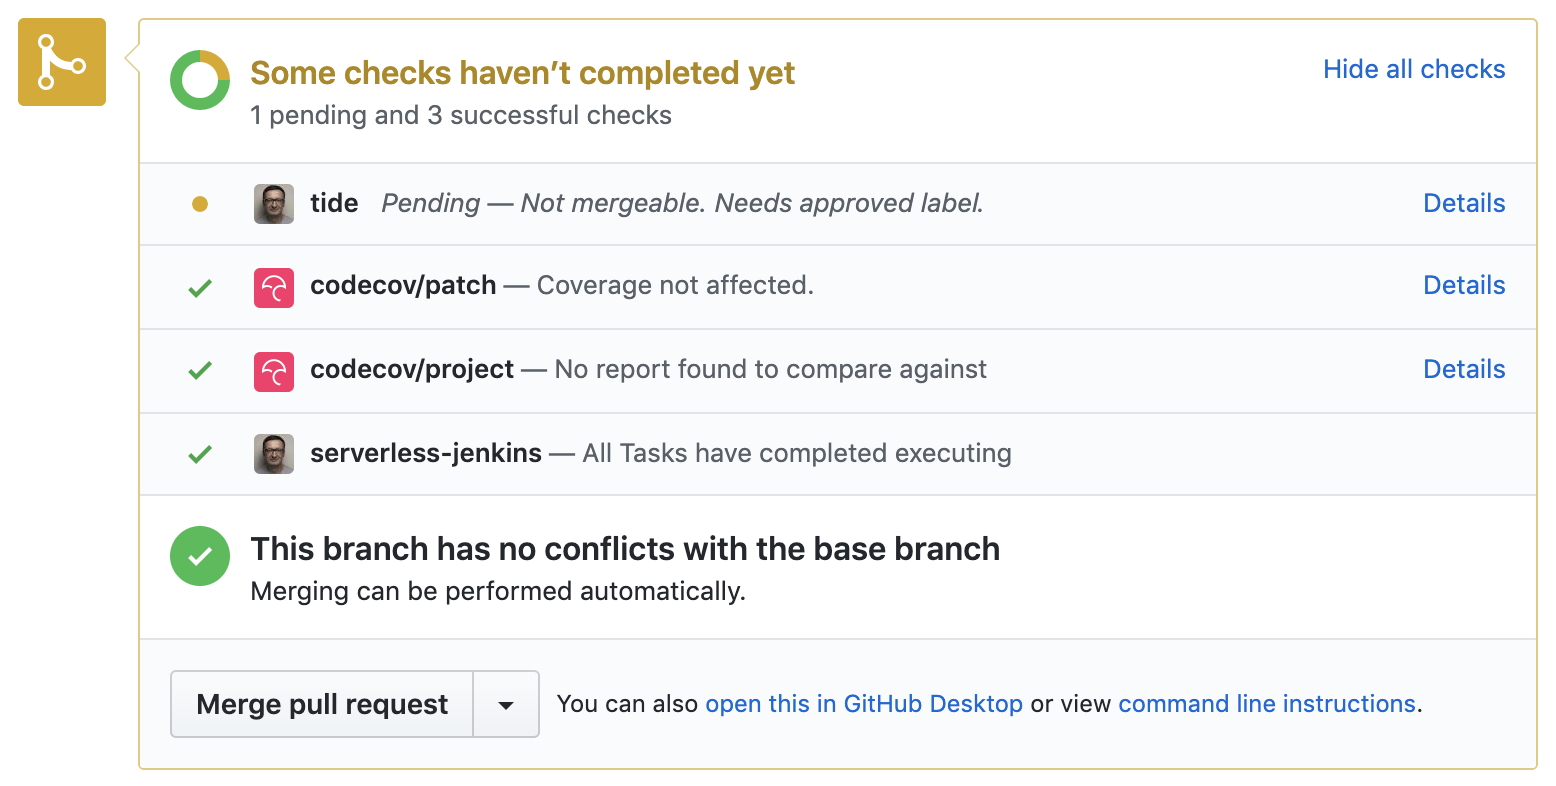 Some checks haven’t completed yet
Hide all checks
1 pending and 3 successful checks
tide Pending — Not mergeable. Needs approved label. Details
codecov/patch — Coverage not affected. Details
codecov/project — No report found to compare against Details
serverless-jenkins — All Tasks have completed executing
This branch has no conflicts with the base branch
Merging can be performed automatically.
Merge pull request You can also open this in GitHub Desktop or view command line instructions.